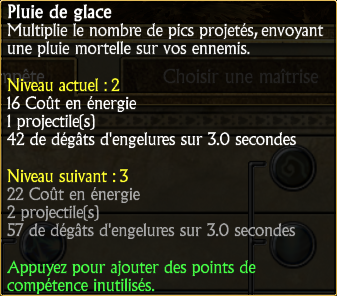 Pluie de glace
Multiplie le nombre de pics projetés, envoyant
une pluie mortelle sur vos ennemis.
Niveau actuel : 2
16 Coût en énergie
1 projectile(s)
42 de dégâts d'engelures sur 3.0 secondes
Niveau suivant : 3
22 Coût en énergie
2 projectile(s)
57 de dégâts d'engelures sur 3.0 secondes
Appuyez pour ajouter des points de
compétence inutilisés.
Choisir une maîtrise